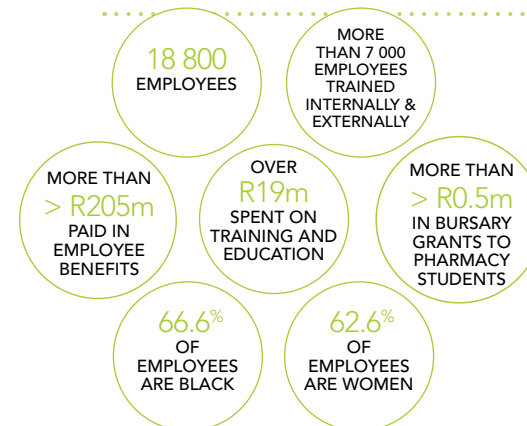 18 800
EMPLOYEES
MORE
THAN 7 000
EMPLOYEES
TRAINED
INTERNALLY &
EXTERNALLY
MORE THAN
> R205m
PAID IN
EMPLOYEE
BENEFITS
OVER
R19m
SPENT ON
TRAINING AND
EDUCATION
MORE THAN
> R0.5m
IN BURSARY
GRANTS TO
PHARMACY
STUDENTS
66.6%
OF
EMPLOYEES
ARE BLACK
62.6%
OF
EMPLOYEES
ARE WOMEN